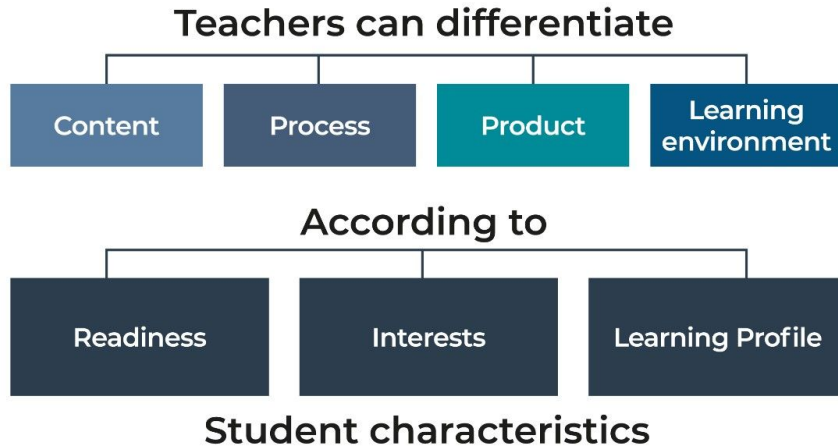 Teachers can differentiate
Content
Process
Product
Learning
environment
According to
Readiness
Interests
Learning Profile
Student characteristics